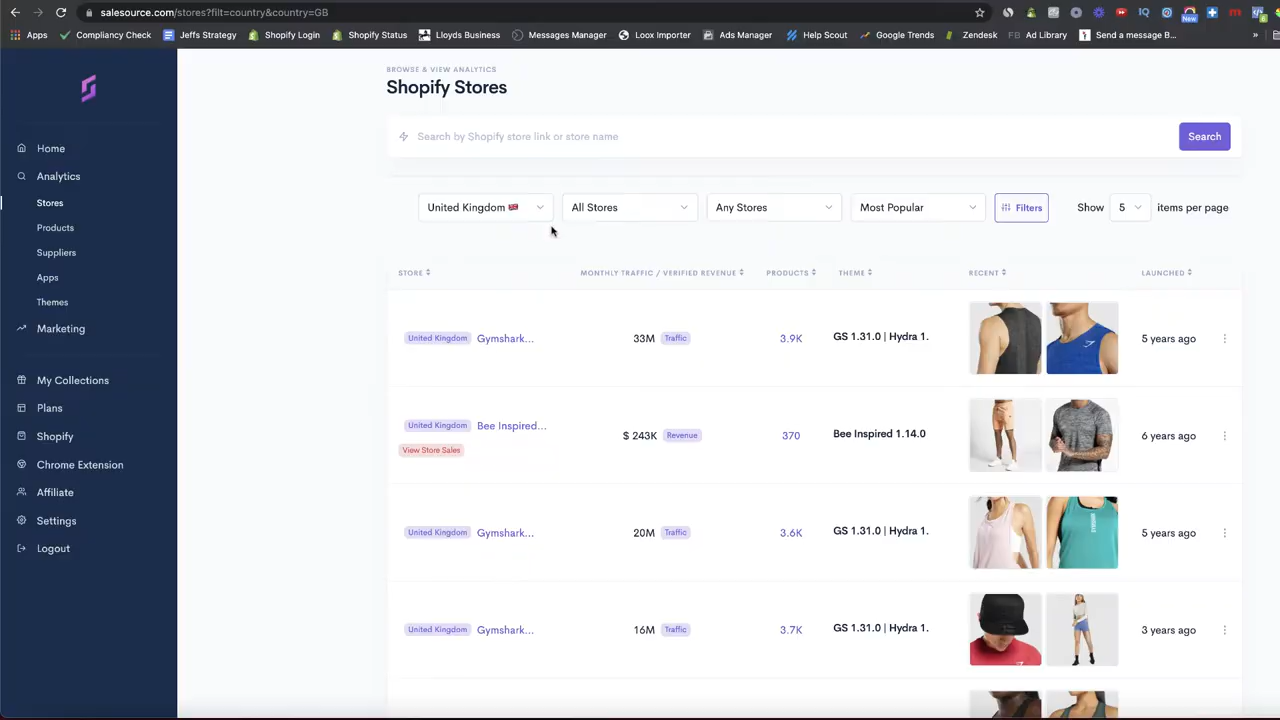 salesource.com/stores?filt=country&country=GB
New
Apps
Compliancy Check
Jeffs Strategy
Shopify Login
Shopify Status
Lloyds Business
Messages Manager
Loox Importer
Ads Manager
Help Scout
Google Trends
Zendesk
FB Ad Library
Send a message B...
»
Home
Analytics
Stores
Products
Suppliers
Apps
Themes
Marketing
My Collections
Plans
Shopify
Chrome Extension
Affiliate
Settings
Logout
BROWSE & VIEW ANALYTICS
Shopify Stores
Search by Shopify store link or store name
Search
United Kingdom
All Stores
Any Stores
Most Popular
Filters
Show 5 items per page
STORE MONTHLY TRAFFIC / VERIFIED REVENUE PRODUCTS THEME RECENT LAUNCHED
United Kingdom Gymshark... 33M Traffic 3.9K GS 1.31.0 | Hydra 1. 5 years ago
United Kingdom Bee Inspired... $ 243K Revenue 370 Bee Inspired 1.14.0 6 years ago
View Store Sales
United Kingdom Gymshark... 20M Traffic 3.6K GS 1.31.0 | Hydra 1. 5 years ago
United Kingdom Gymshark... 16M Traffic 3.7K GS 1.31.0 | Hydra 1. 3 years ago